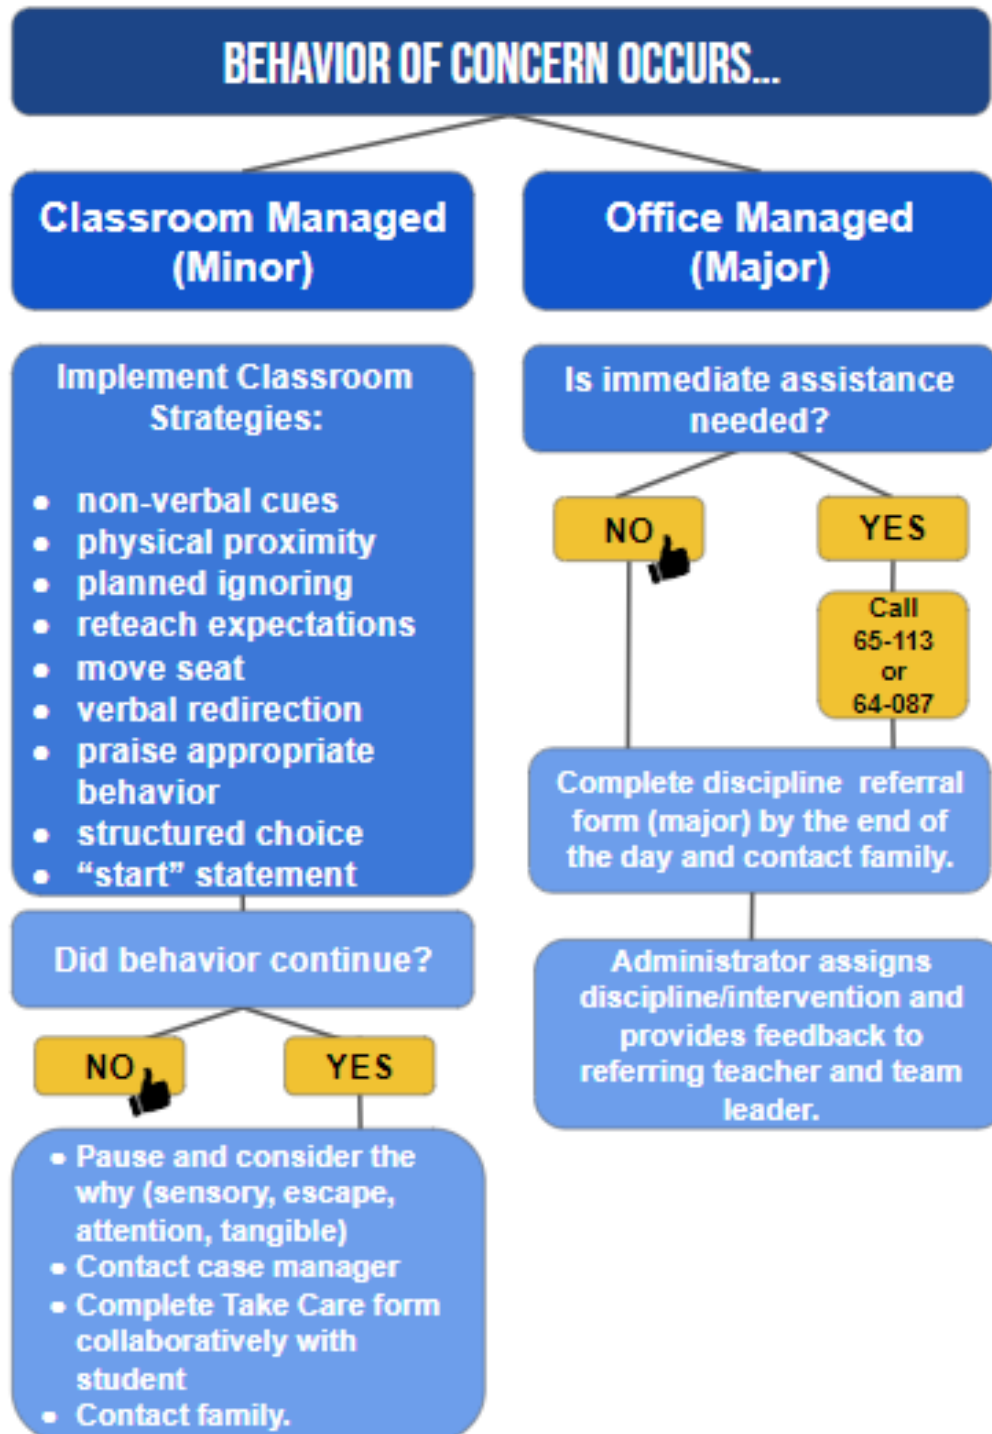 BEHAVIOR OF CONCERN OCCURS...
Classroom Managed
(Minor)
Implement Classroom
Strategies:
● non-verbal cues
● physical proximity
● planned ignoring
● reteach expectations
● move seat
● verbal redirection
● praise appropriate
behavior
● structured choice
● “start” statement
Did behavior continue?
NO
YES
● Pause and consider the
why (sensory, escape,
attention, tangible)
● Contact case manager
● Complete Take Care form
collaboratively with
student
● Contact family.
Office Managed
(Major)
Is immediate assistance
needed?
NO
YES
Call
65-113
or
64-087
Complete discipline referral
form (major) by the end of
the day and contact family.
Administrator assigns
discipline/intervention and
provides feedback to
referring teacher and team
leader.